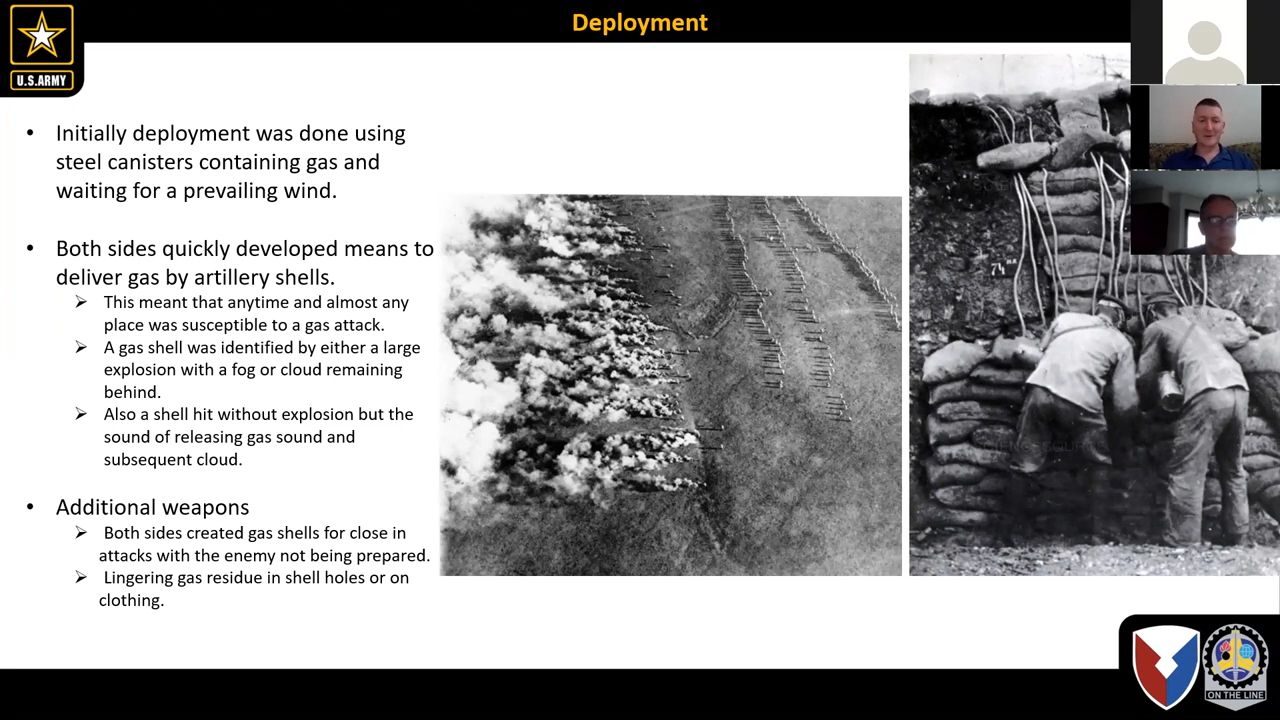 Deployment
U.S.ARMY
• Initially deployment was done using
steel canisters containing gas and
waiting for a prevailing wind.
• Both sides quickly developed means to
deliver gas by artillery shells.
➢ This meant that anytime and almost any
place was susceptible to a gas attack.
➢ A gas shell was identified by either a large
explosion with a fog or cloud remaining
behind.
➢ Also a shell hit without explosion but the
sound of releasing gas sound and
subsequent cloud.
• Additional weapons
➢ Both sides created gas shells for close in
attacks with the enemy not being prepared.
➢ Lingering gas residue in shell holes or on
clothing.
ON THE LINE